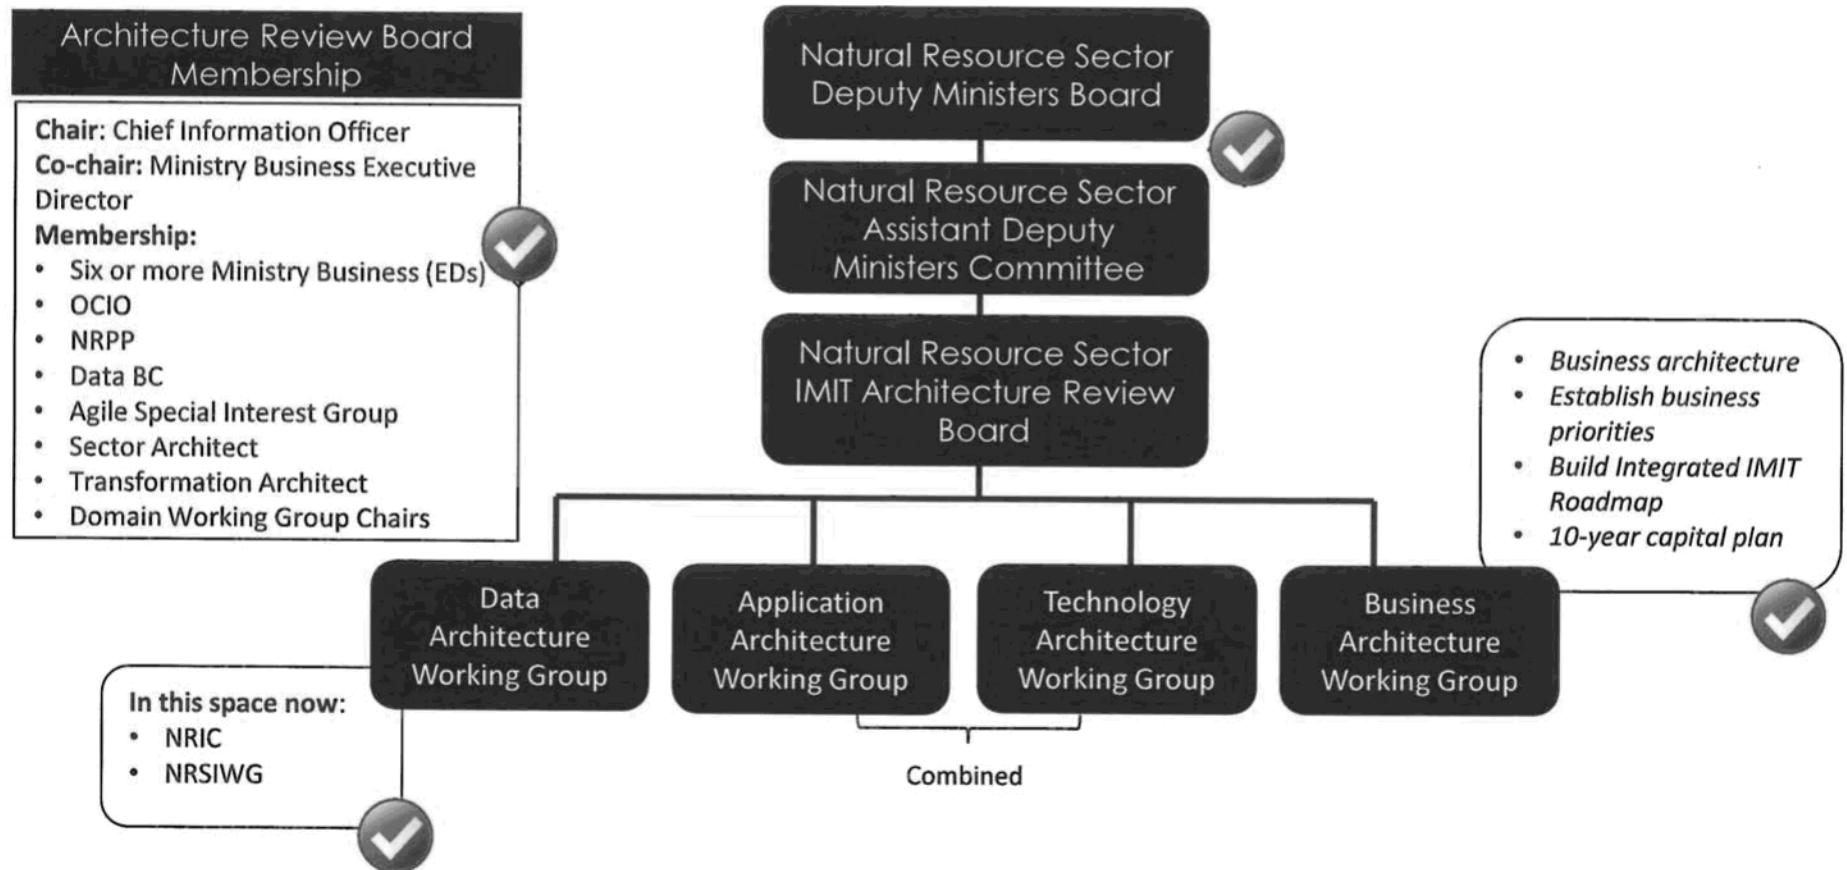 Architecture Review Board
Membership
Chair: Chief Information Officer
Co-chair: Ministry Business Executive
Director
Membership:
• Six or more Ministry Business (EDs)
• OCIO
• NRPP
• Data BC
• Agile Special Interest Group
• Sector Architect
• Transformation Architect
• Domain Working Group Chairs
Natural Resource Sector
Deputy Ministers Board
Natural Resource Sector
Assistant Deputy
Ministers Committee
Natural Resource Sector
IMIT Architecture Review
Board
• Business architecture
• Establish business
priorities
• Build Integrated IMIT
Roadmap
• 10-year capital plan
Data
Architecture
Working Group
Application
Architecture
Working Group
Technology
Architecture
Working Group
Business
Architecture
Working Group
In this space now:
• NRIC
• NRSIWG
Combined